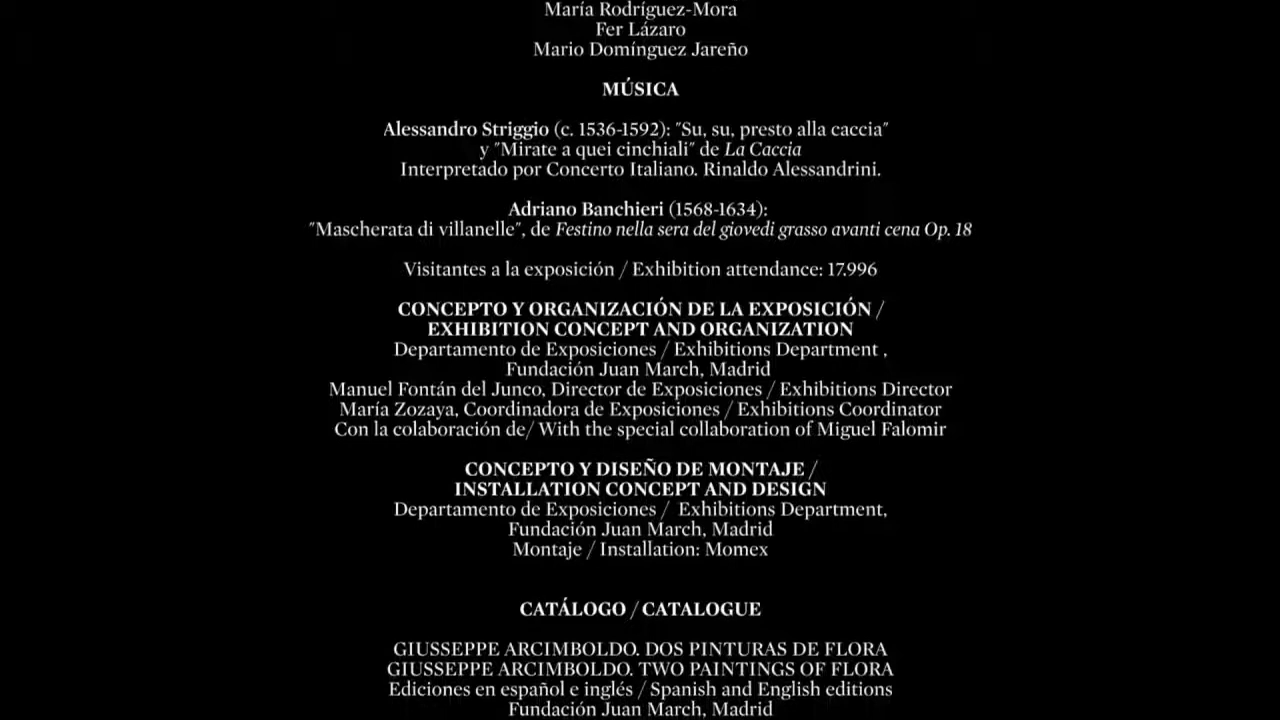 María Rodríguez-Mora
Fer Lázaro
Mario Domínguez Jareño
MÚSICA
Alessandro Striggio (c. 1536-1592): "Su, su, presto alla caccia"
y "Mirate a quei cinchiali" de La Caccia
Interpretado por Concerto Italiano. Rinaldo Alessandrini.
Adriano Banchieri (1568-1634):
"Mascherata di villanelle", de Festino nella sera del giovedi grasso avanti cena Op. 18
Visitantes a la exposición / Exhibition attendance: 17.996
CONCEPTO Y ORGANIZACIÓN DE LA EXPOSICIÓN /
EXHIBITION CONCEPT AND ORGANIZATION
Departamento de Exposiciones / Exhibitions Department ,
Fundación Juan March, Madrid
Manuel Fontán del Junco, Director de Exposiciones / Exhibitions Director
María Zozaya, Coordinadora de Exposiciones / Exhibitions Coordinator
Con la colaboración de/ With the special collaboration of Miguel Falomir
CONCEPTO Y DISEÑO DE MONTAJE /
INSTALLATION CONCEPT AND DESIGN
Departamento de Exposiciones / Exhibitions Department,
Fundación Juan March, Madrid
Montaje / Installation: Momex
CATÁLOGO / CATALOGUE
GIUSSEPPE ARCIMBOLDO. DOS PINTURAS DE FLORA
GIUSSEPPE ARCIMBOLDO. TWO PAINTINGS OF FLORA
Ediciones en español e inglés / Spanish and English editions
Fundación Juan March, Madrid